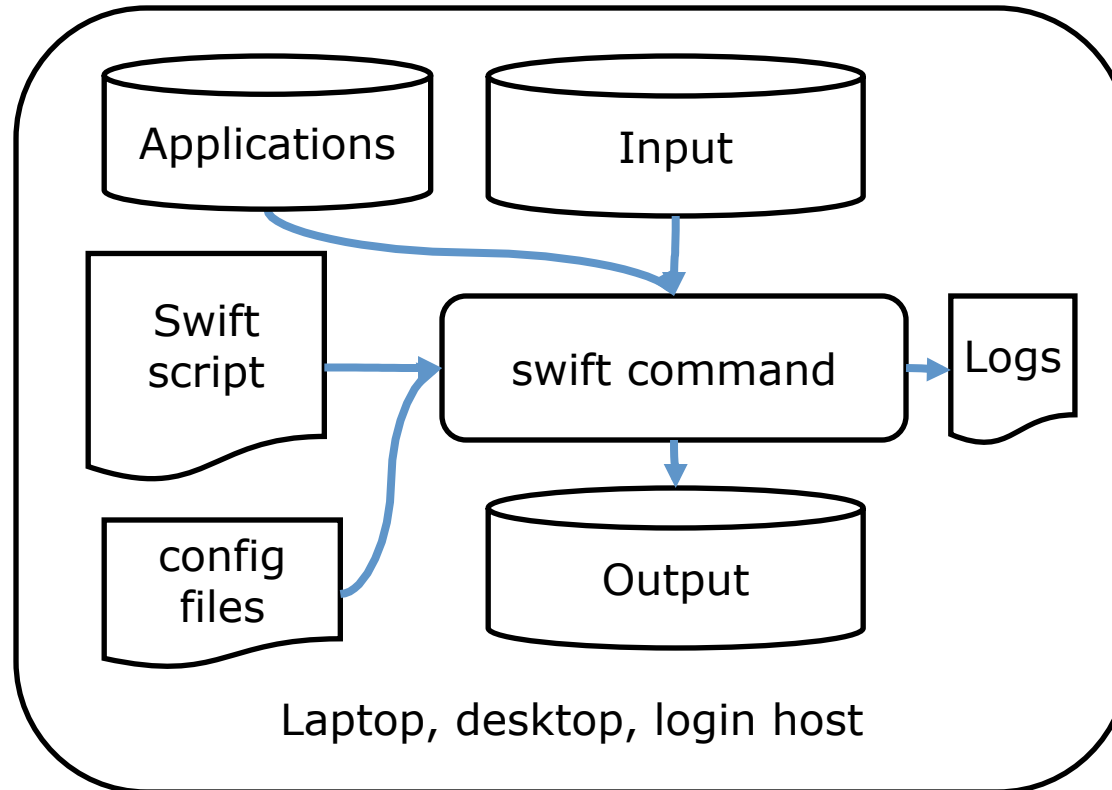 Applications
Input
Swift
script
swift command
Logs
config
files
Output
Laptop, desktop, login host